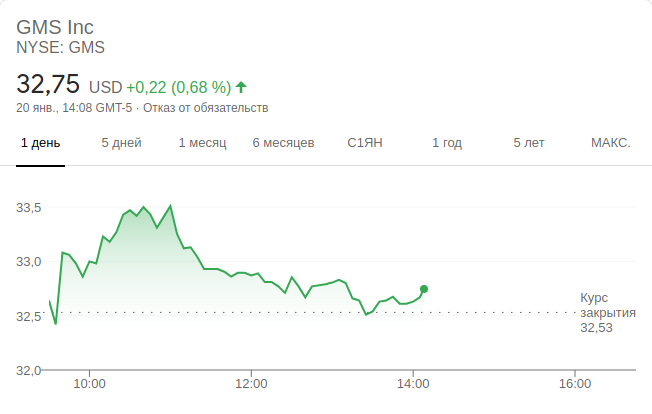 GMS Inc
NYSE: GMS
32,75 USD +0,22 (0,68 %)
20 янв., 14:08 GMT-5 · Отказ от обязательств
1 день 5 дней 1 месяц 6 месяцев С1ЯН 1 год 5 лет МАКС.
33,5
33,0
32,5
32,0
Курс
закрытия
32,53
10:00 12:00 14:00 16:00